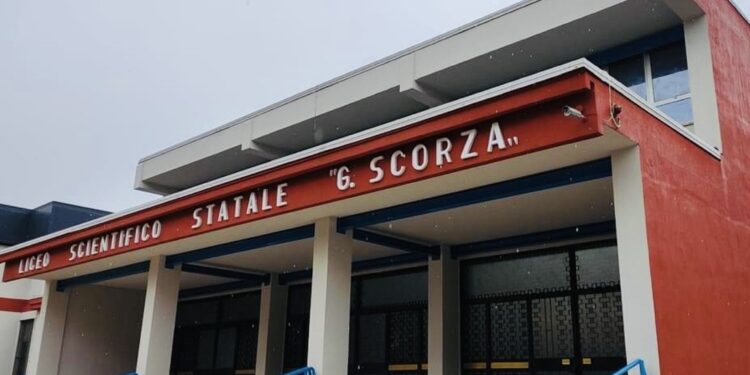 LICEO SCIENTIFICO STATALE "G. SCORZA"